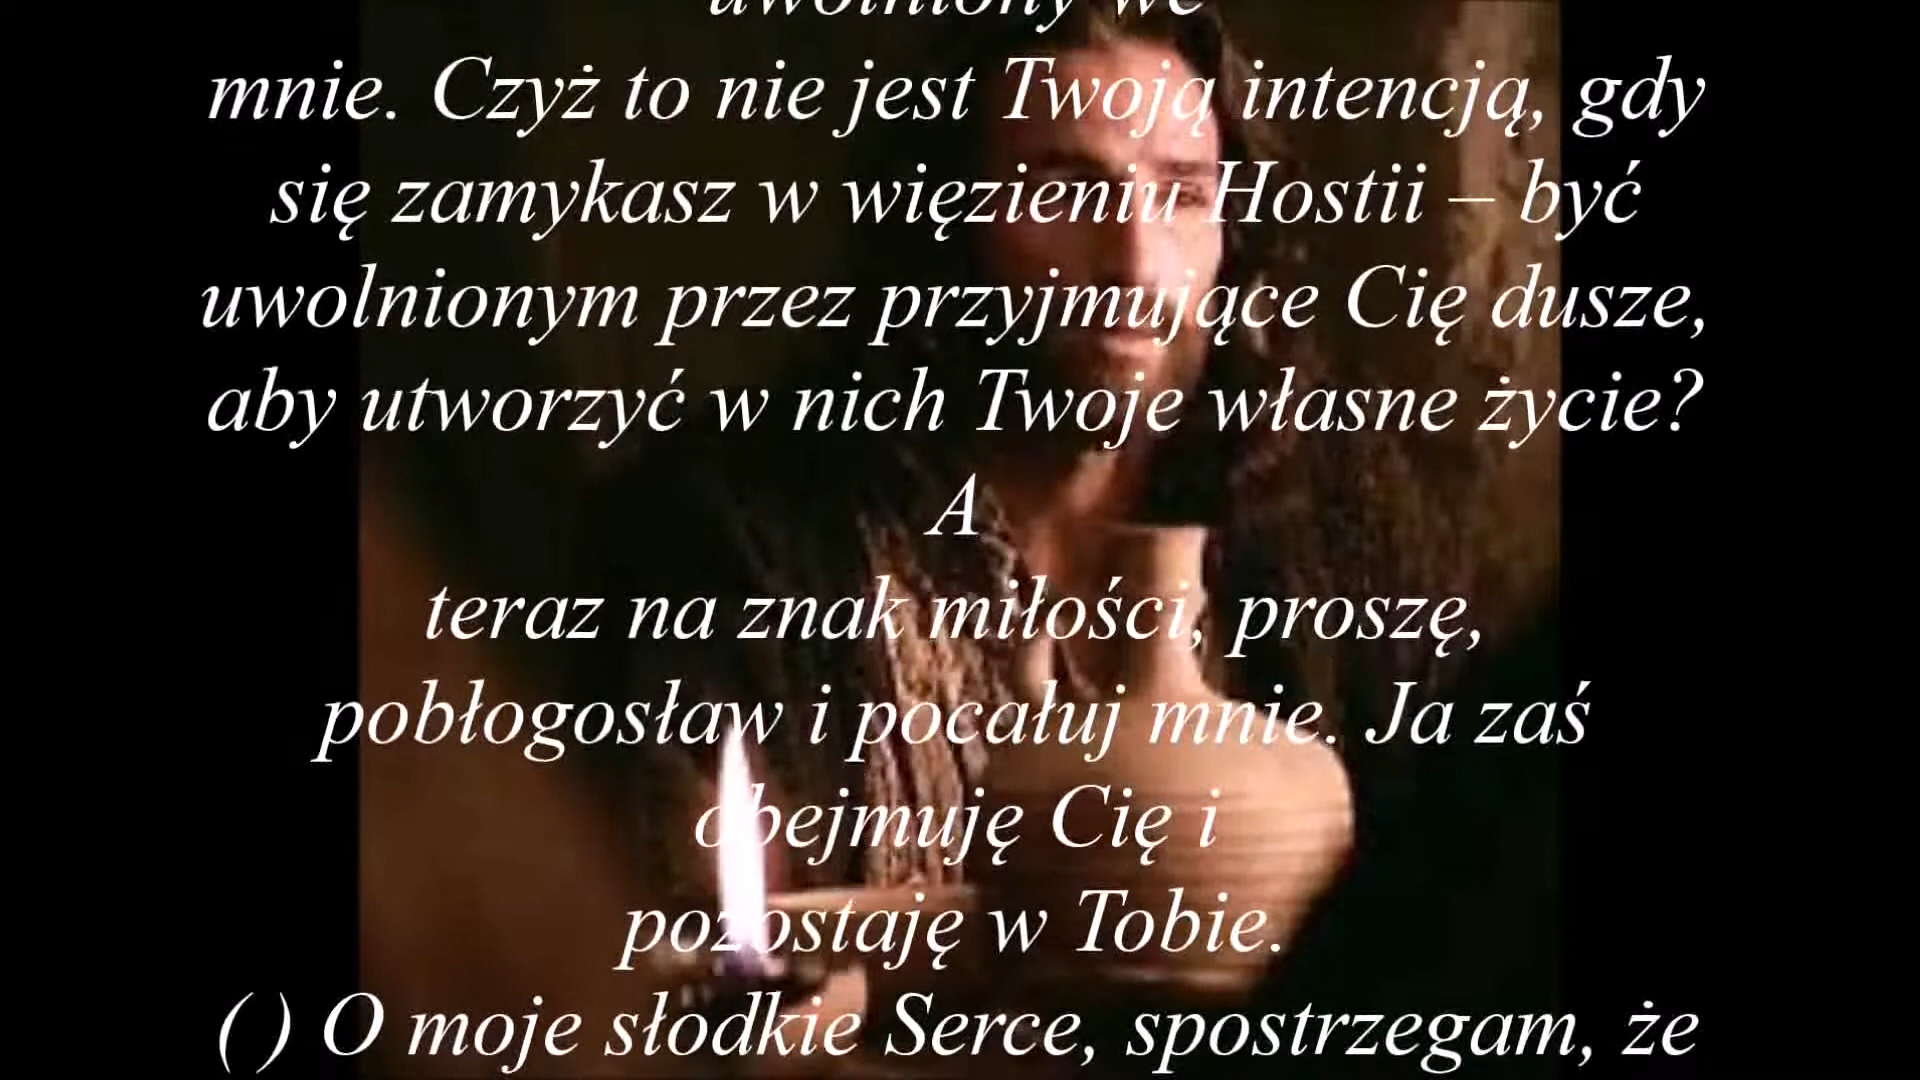 uwolniony we
mnie. Czyż to nie jest Twoją intencją, gdy
się zamykasz w więzieniu Hostii – być
uwolnionym przez przyjmujące Cię dusze,
aby utworzyć w nich Twoje własne życie?
A
teraz na znak miłości, proszę,
pobłogosław i pocałuj mnie. Ja zaś
obejmuję Cię i
pozostaję w Tobie.
( ) O moje słodkie Serce, spostrzegam, że